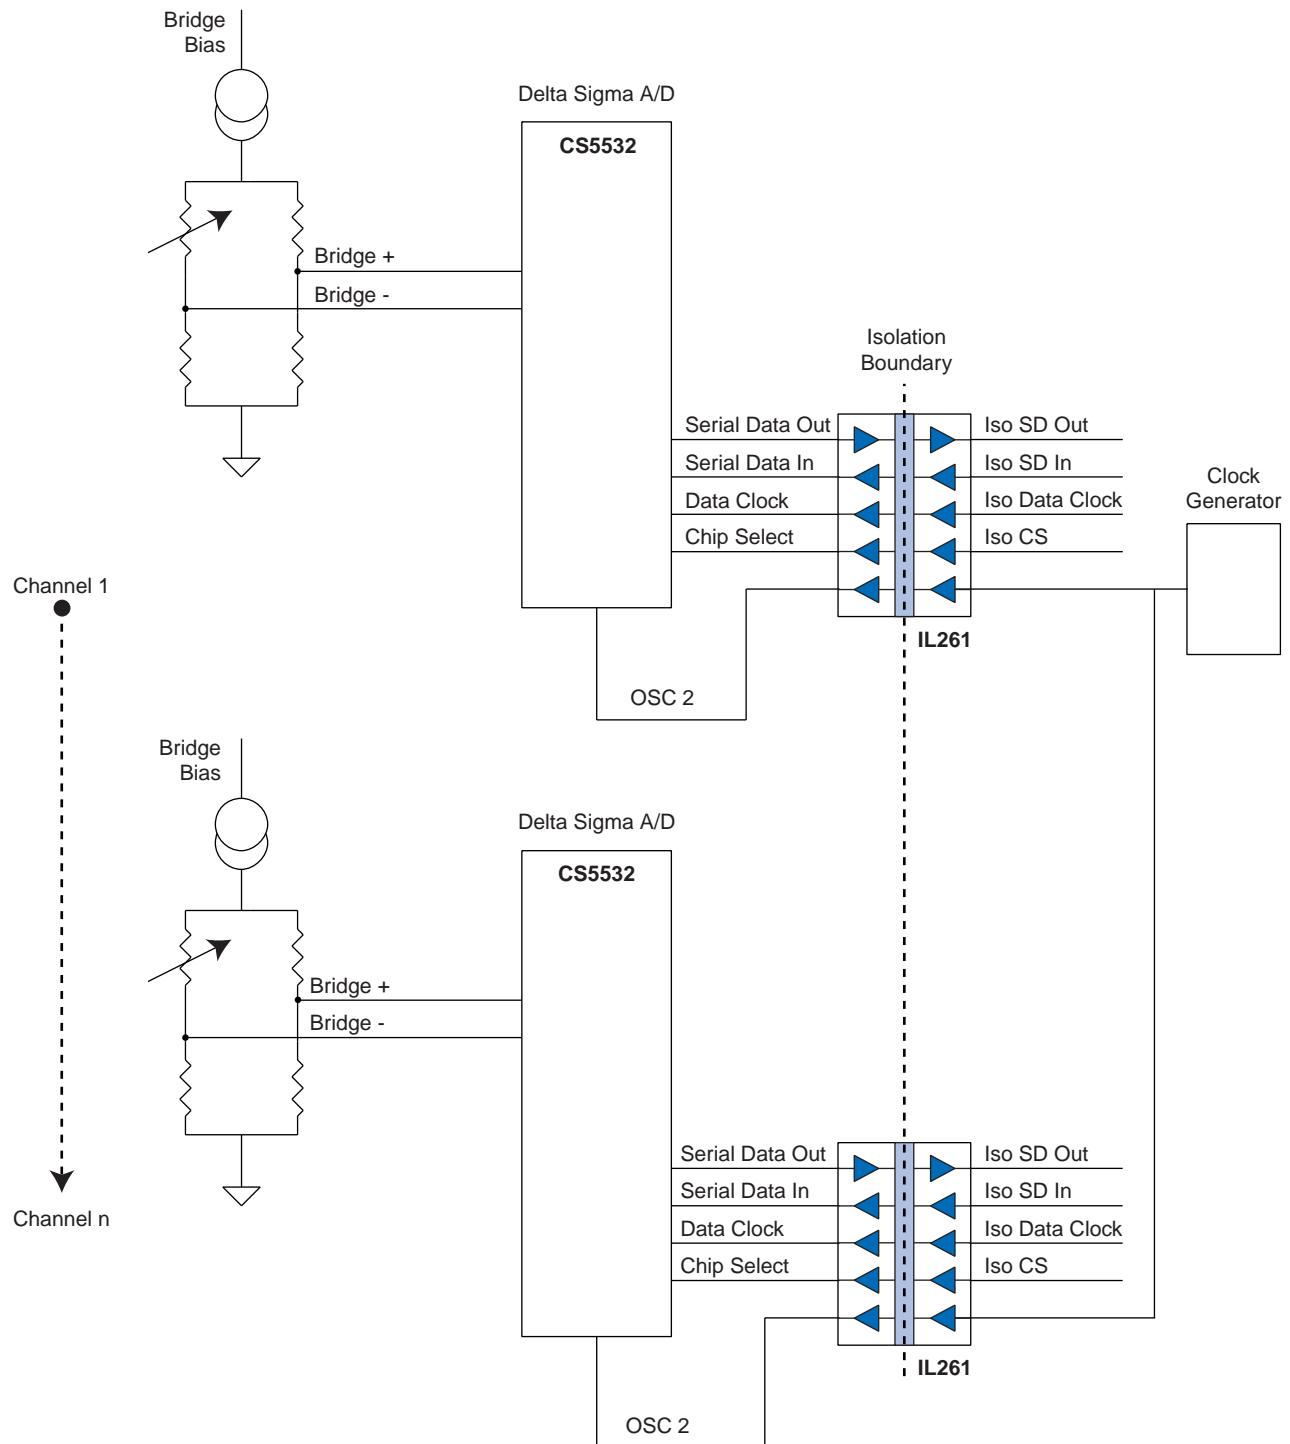 Bridge
Bias
Delta Sigma A/D
CS5532
Bridge +
Bridge -
Isolation
Boundary
Serial Data Out
Iso SD Out
Serial Data In
Iso SD In
Clock
Generator
Data Clock
Iso Data Clock
Chip Select
Iso CS
Channel 1
IL261
OSC 2
Bridge
Bias
Delta Sigma A/D
CS5532
Bridge +
Bridge -
Serial Data Out
Iso SD Out
Serial Data In
Iso SD In
Channel n
Data Clock
Iso Data Clock
Chip Select
Iso CS
IL261
OSC 2